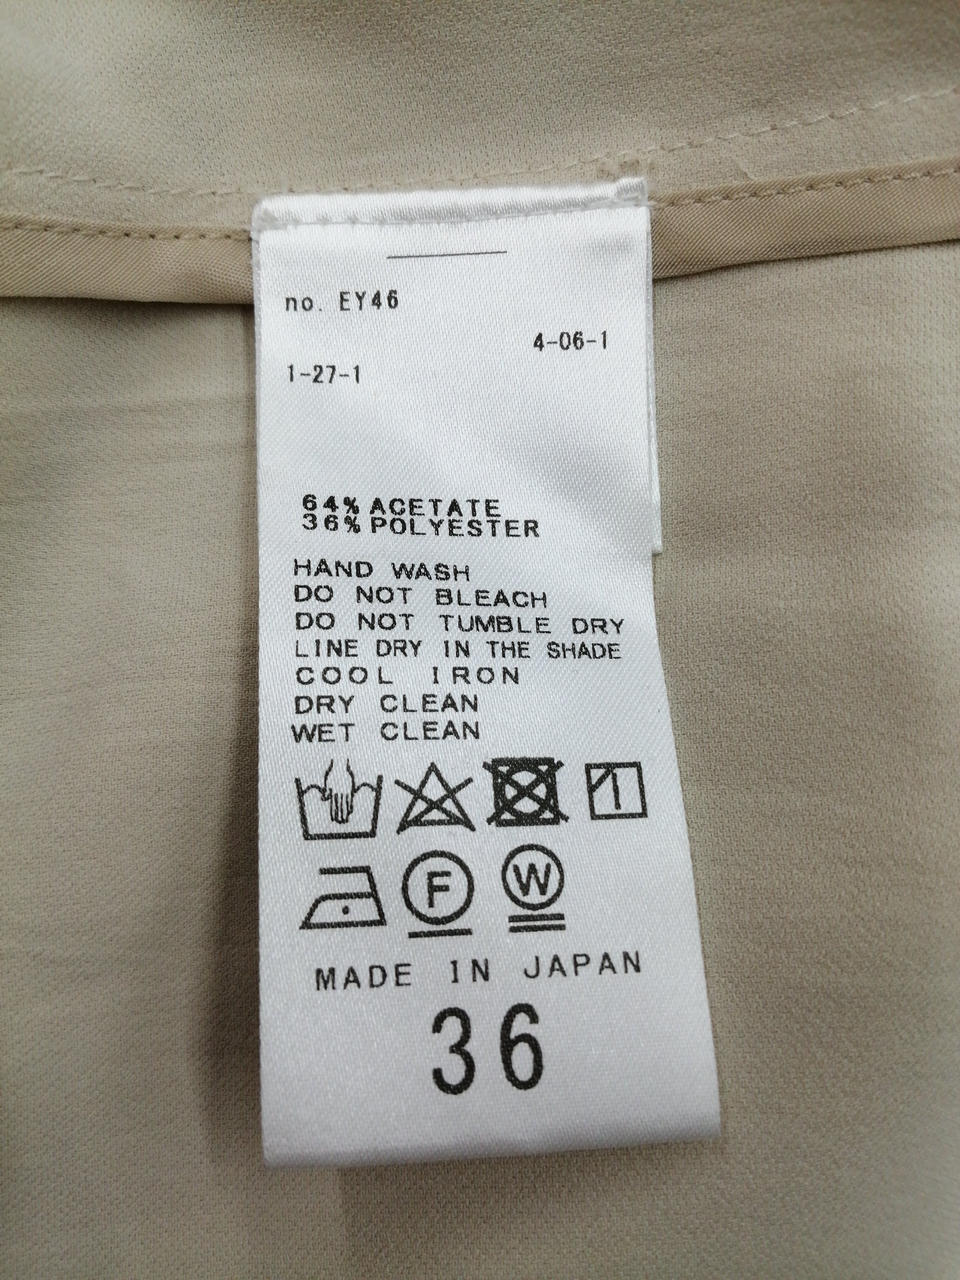 no. EY46
4-06-1
1-27-1
64% ACETATE
36% POLYESTER
HAND WASH
DO NOT BLEACH
DO NOT TUMBLE DRY
LINE DRY IN THE SHADE
COOL IRON
DRY CLEAN
WET CLEAN
F W
MADE IN JAPAN
36